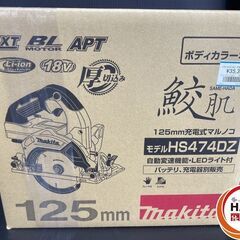 XT BL MOTOR APT
Li-ion
18V
厚切込み
ボディカラー
¥35,2
鮫肌
125mm充電式マルノコ
モデルHS474DZ
自動変速機能・LEDライト付
バッテリ、充電器別販売
125mm
makita